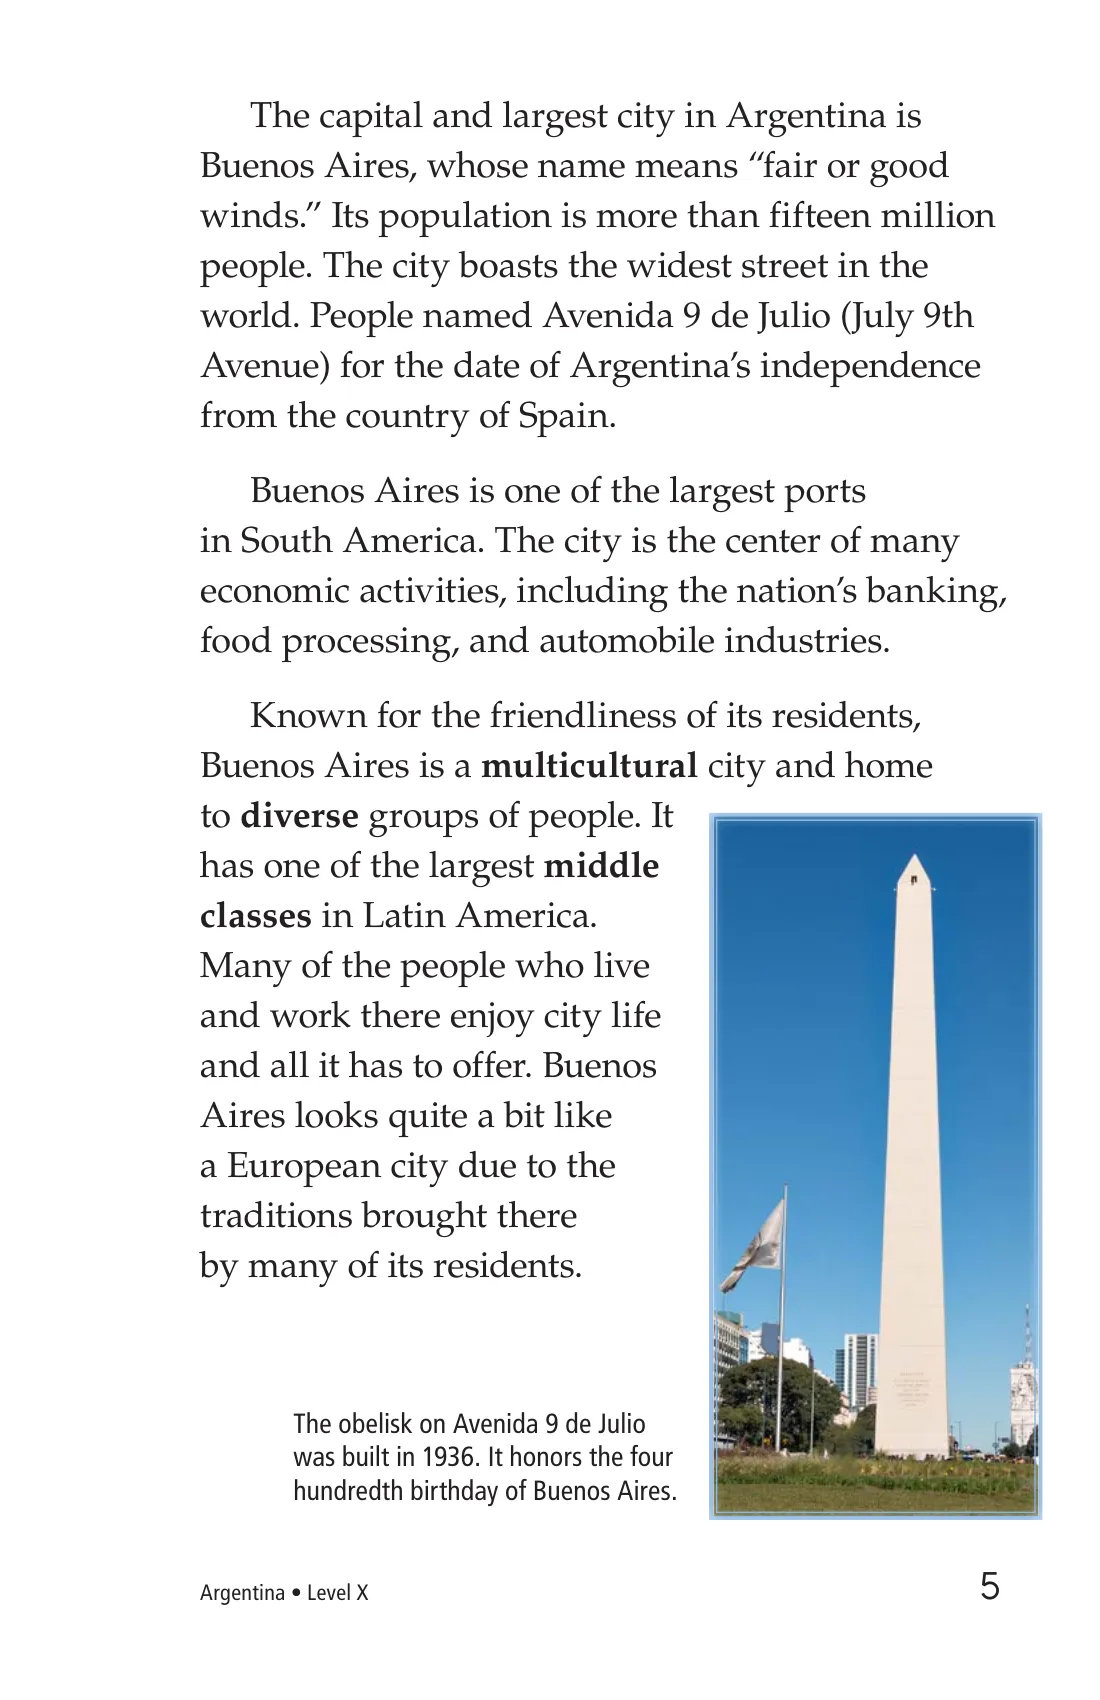 The capital and largest city in Argentina is
Buenos Aires, whose name means “fair or good
winds.” Its population is more than fifteen million
people. The city boasts the widest street in the
world. People named Avenida 9 de Julio (July 9th
Avenue) for the date of Argentina’s independence
from the country of Spain.
Buenos Aires is one of the largest ports
in South America. The city is the center of many
economic activities, including the nation’s banking,
food processing, and automobile industries.
Known for the friendliness of its residents,
Buenos Aires is a multicultural city and home
to diverse groups of people. It
has one of the largest middle
classes in Latin America.
Many of the people who live
and work there enjoy city life
and all it has to offer. Buenos
Aires looks quite a bit like
a European city due to the
traditions brought there
by many of its residents.
The obelisk on Avenida 9 de Julio
was built in 1936. It honors the four
hundredth birthday of Buenos Aires.
Argentina • Level X
5